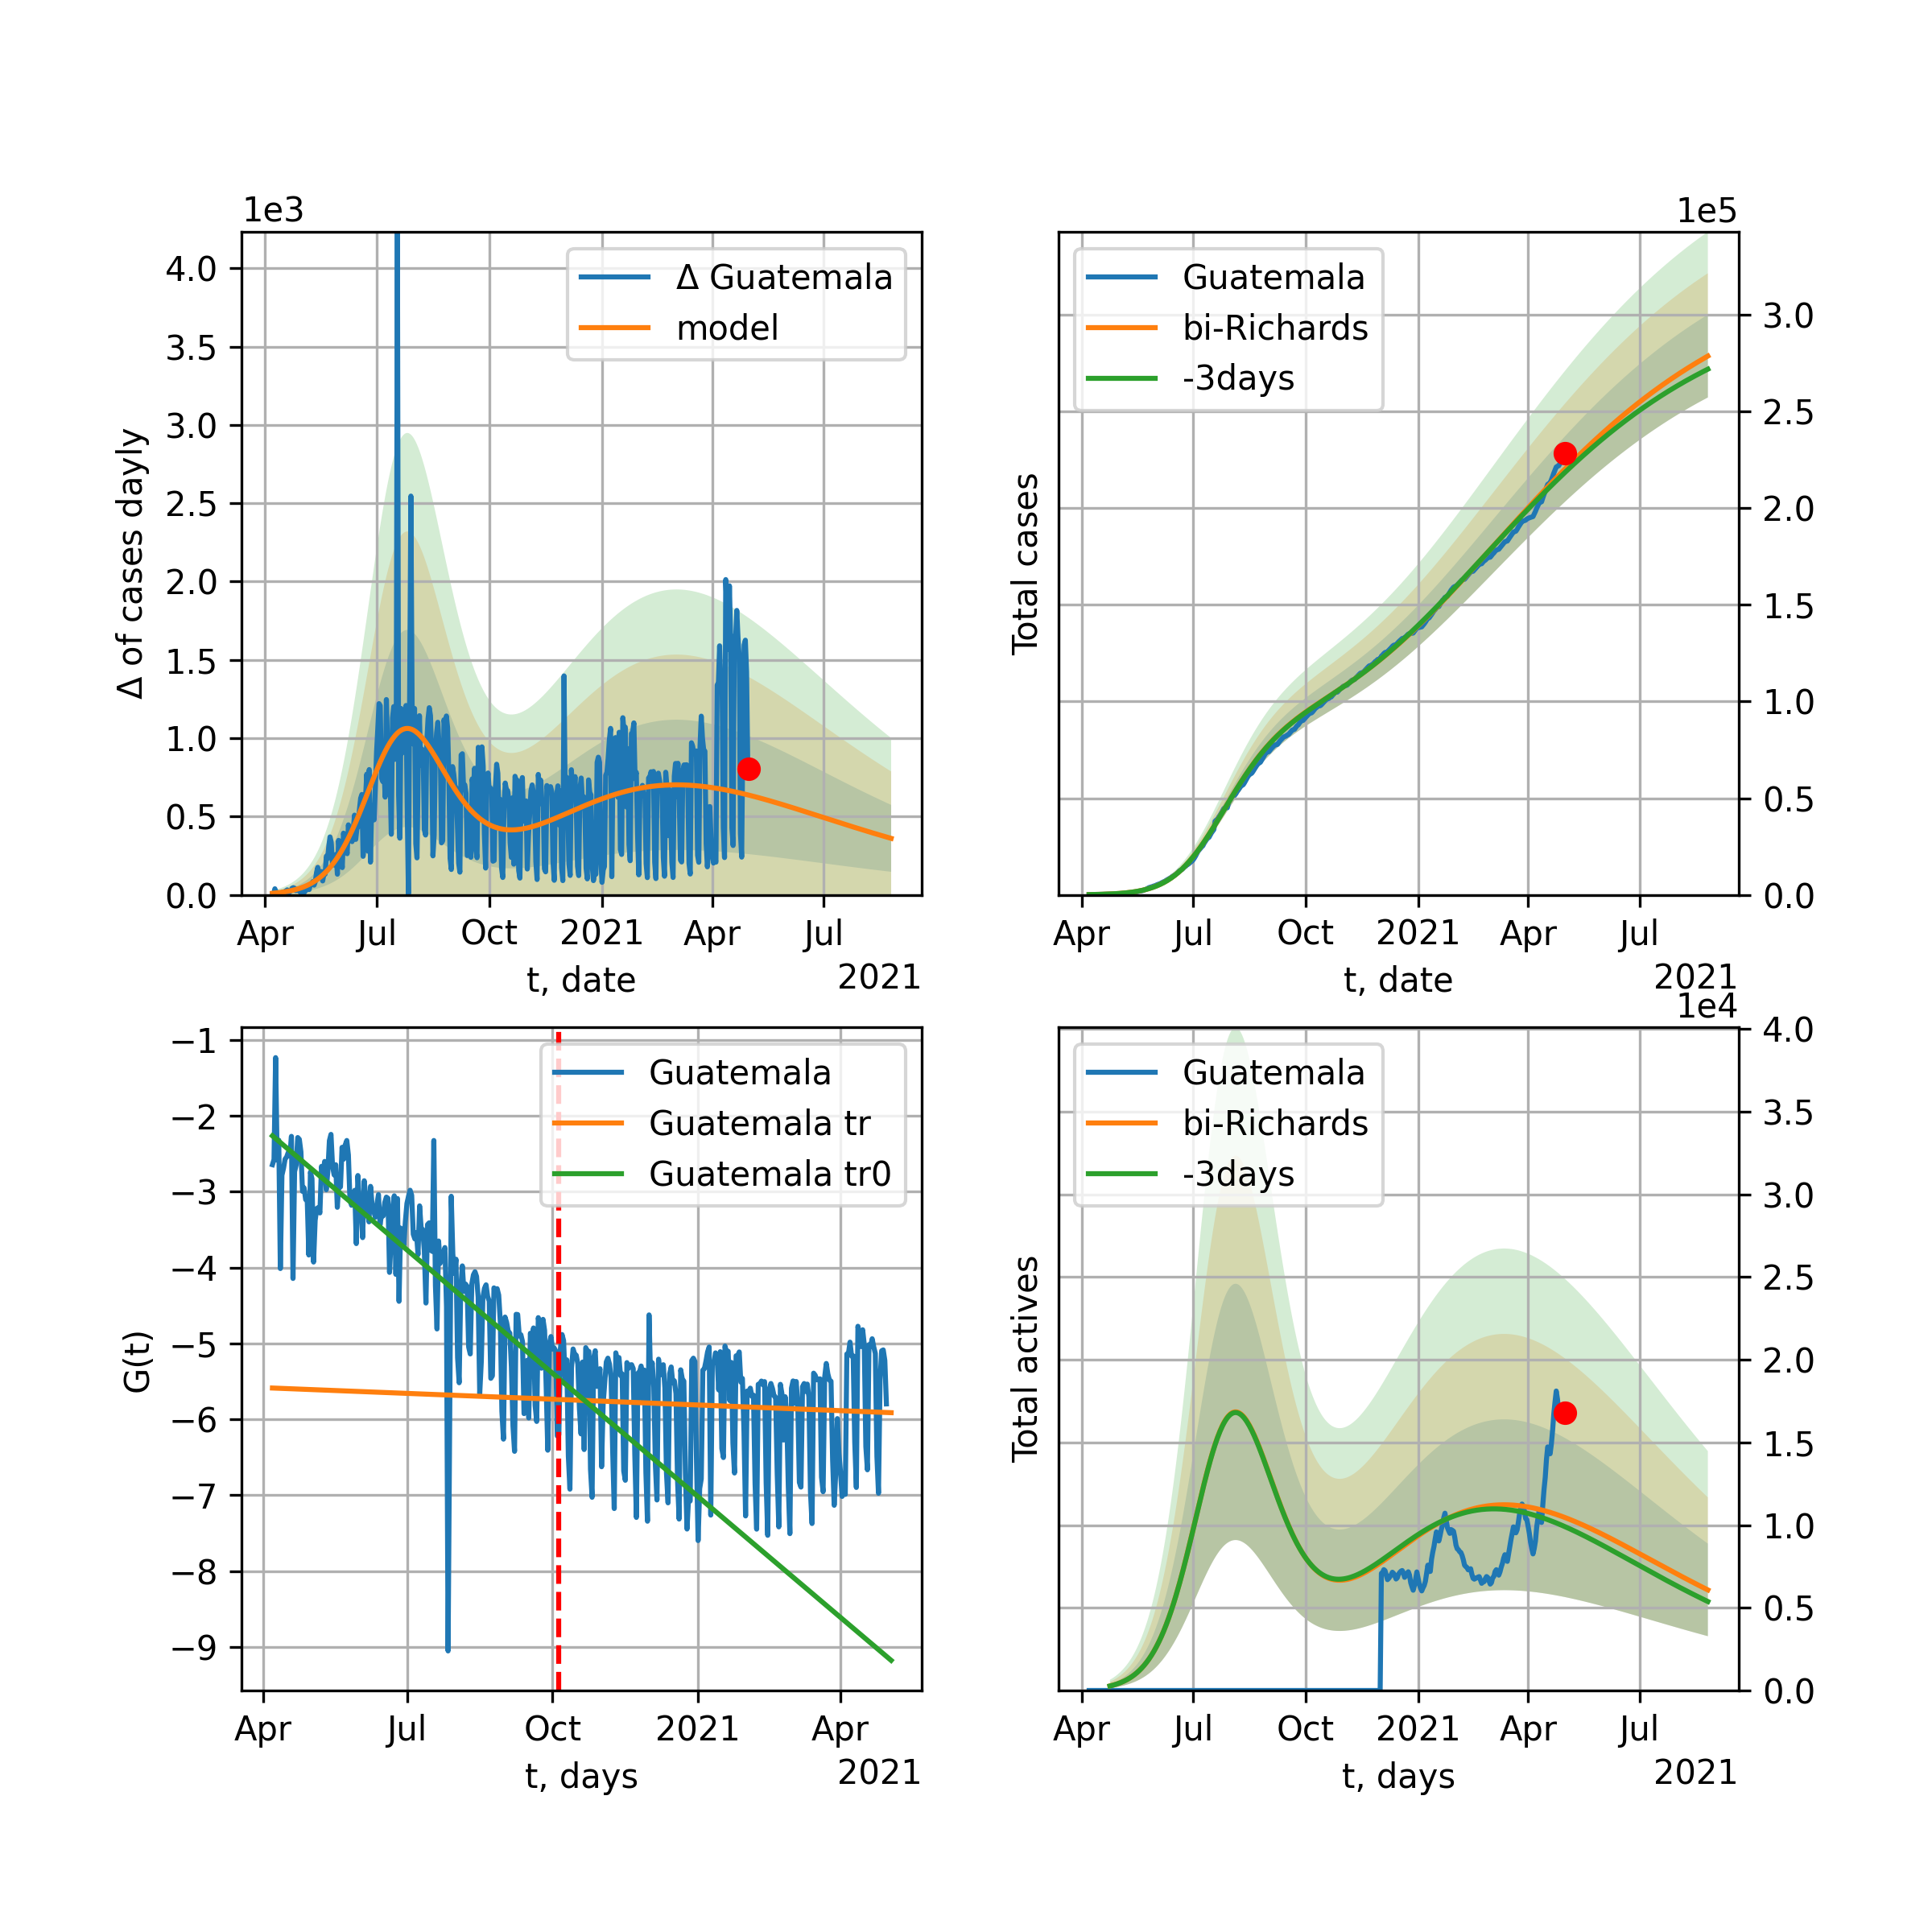 1e3
4.0
3.5
3.0
2.5
2.0
1.5
1.0
0.5
0.0
Δ of cases dayly
Δ Guatemala
model
Apr Jul Oct 2021 Apr Jul
t, date
2021
1e5
Guatemala
bi-Richards
-3days
Total cases
3.0
2.5
2.0
1.5
1.0
0.5
0.0
Apr Jul Oct 2021 Apr Jul
t, date
2021
−1
−2
−3
−4
−5
−6
−7
−8
−9
G(t)
Guatemala
Guatemala tr
Guatemala tr0
Apr Jul Oct 2021 Apr
t, days
2021
1e4
Guatemala
bi-Richards
-3days
Total actives
4.0
3.5
3.0
2.5
2.0
1.5
1.0
0.5
0.0
Apr Jul Oct 2021 Apr Jul
t, days
2021